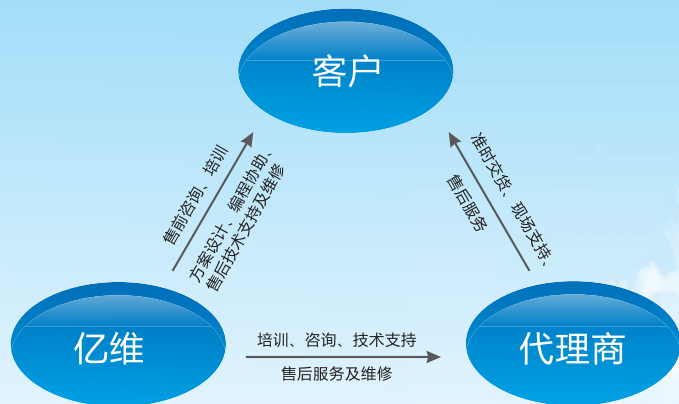 客户
售前咨询、培训
方案设计、编程协助、
售后技术支持及维修
准时交货、现场支持、
售后服务
亿维
培训、咨询、技术支持
售后服务及维修
代理商